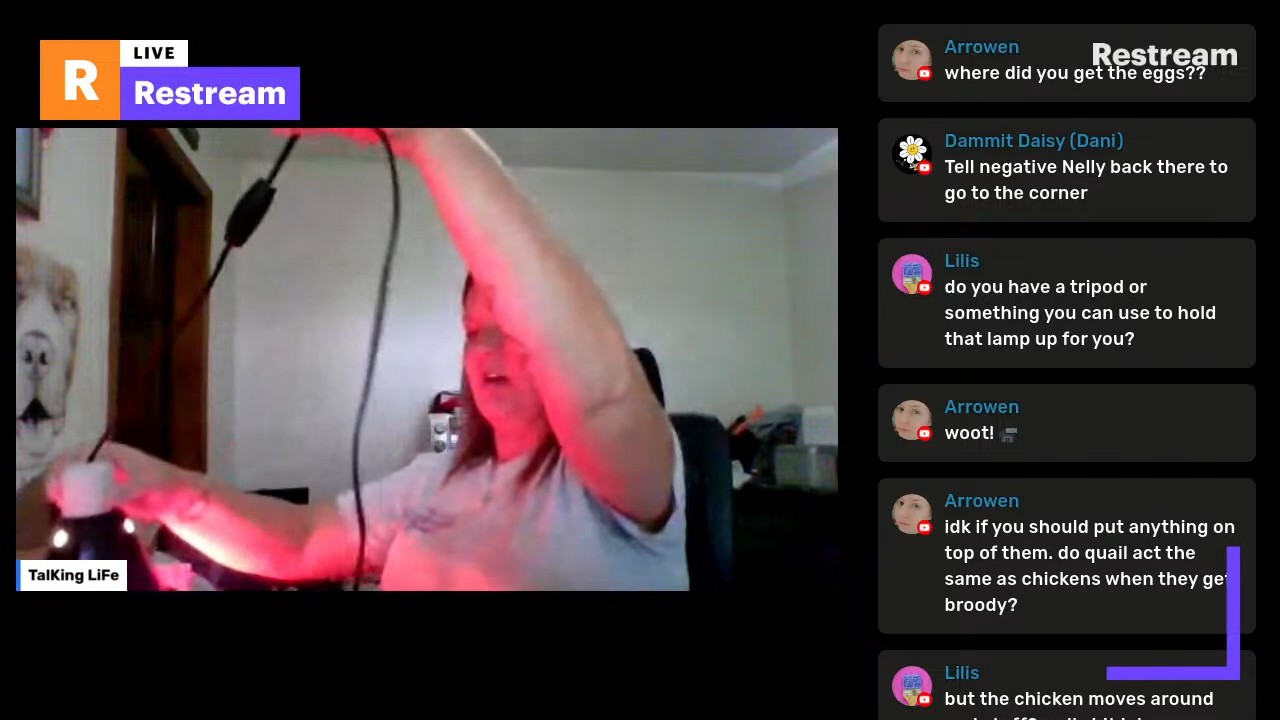 R
LIVE
Restream
TalKing LiFe
Restream
Arrowen
where did you get the eggs??
Dammit Daisy (Dani)
Tell negative Nelly back there to
go to the corner
Lilis
do you have a tripod or
something you can use to hold
that lamp up for you?
Arrowen
woot!
Arrowen
idk if you should put anything on
top of them. do quail act the
same as chickens when they get
broody?
Lilis
but the chicken moves around